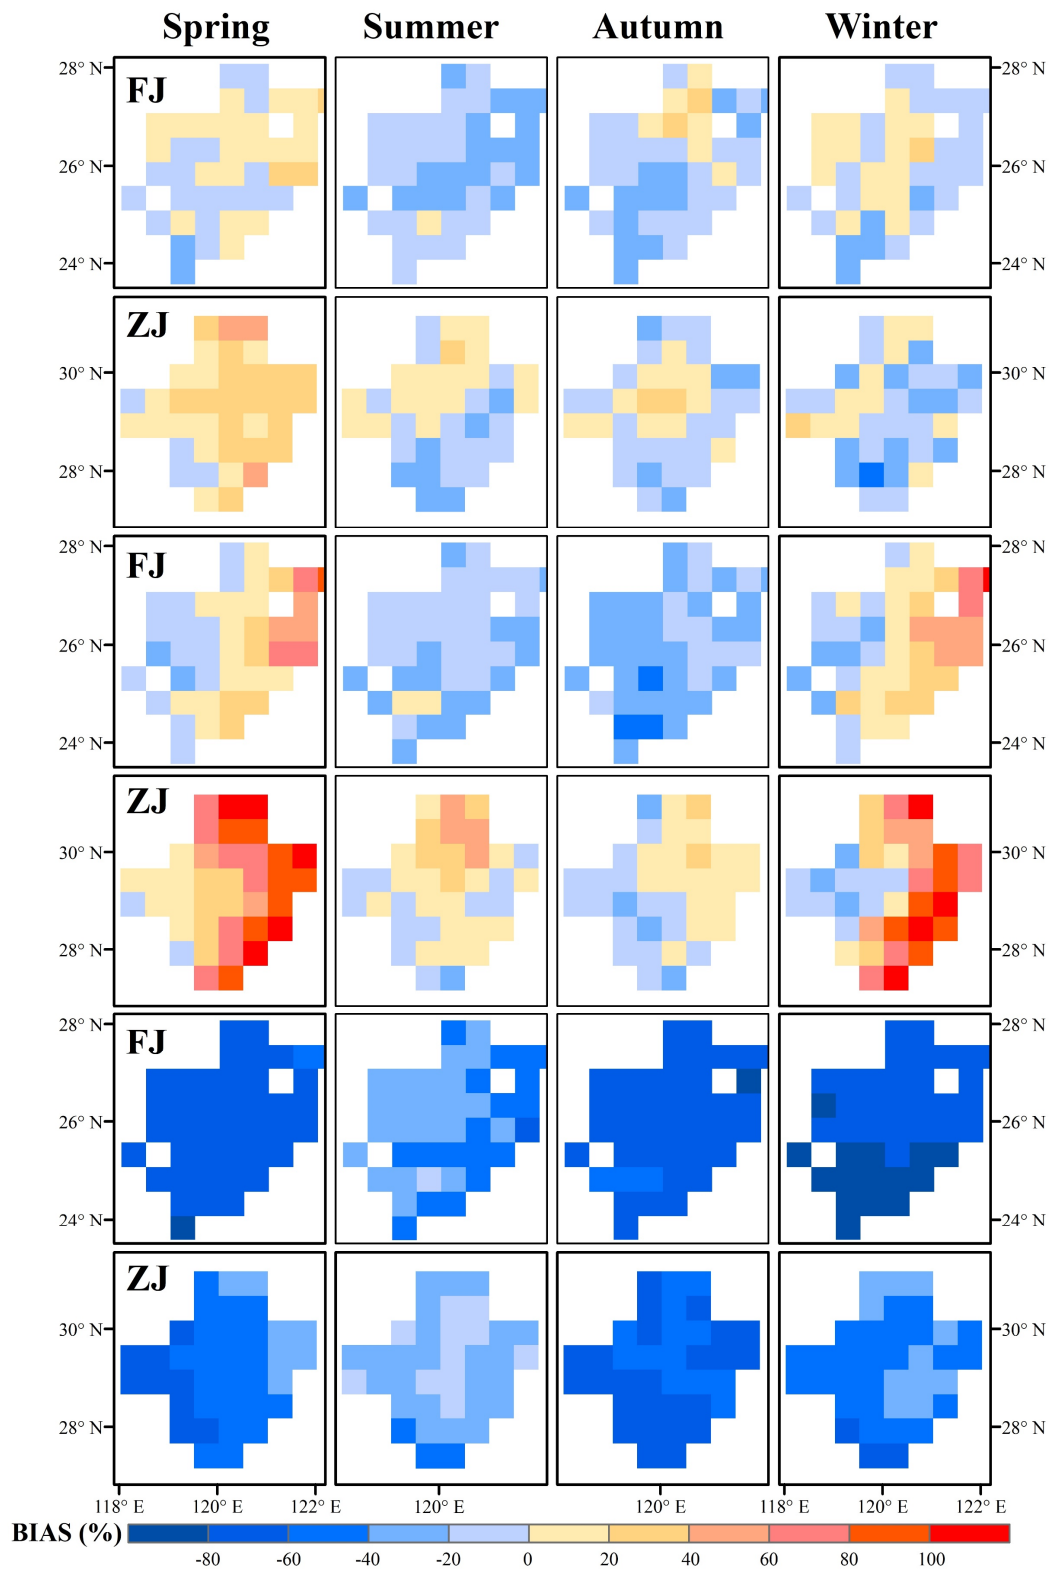 Spring Summer Autumn Winter
28° N FJ 28° N
26° N 26° N
24° N 24° N
ZJ
30° N 30° N
28° N 28° N
28° N FJ 28° N
26° N 26° N
24° N 24° N
ZJ
30° N 30° N
28° N 28° N
28° N FJ 28° N
26° N 26° N
24° N 24° N
ZJ
30° N 30° N
28° N 28° N
118° E 120° E 122° E 120° E 120° E 118° E 120° E 122° E
BIAS (%)
-80 -60 -40 -20 0 20 40 60 80 100